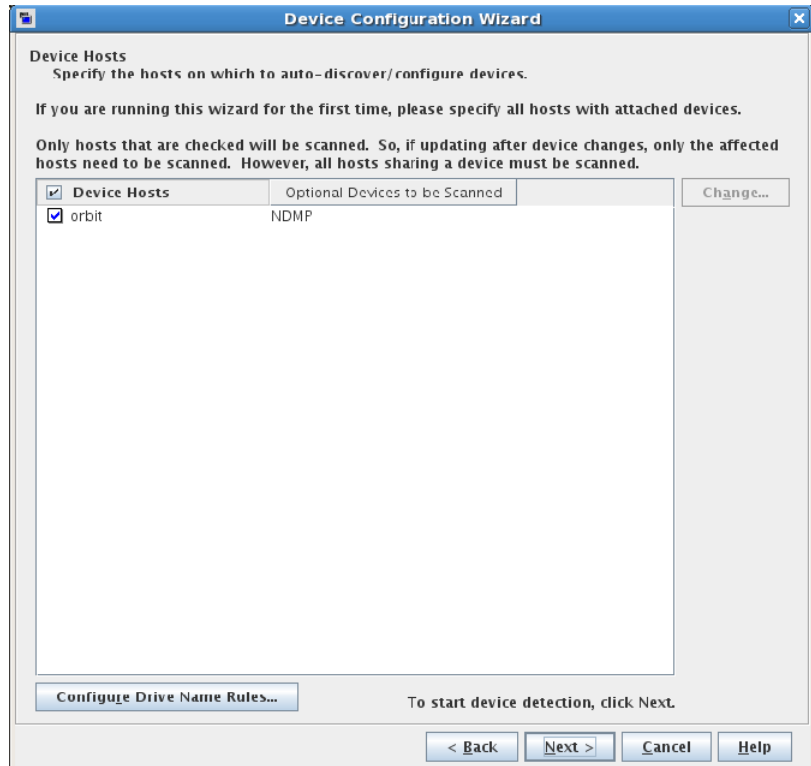 Device Configuration Wizard
Device Hosts
Specify the hosts on which to auto-discover/configure devices.
If you are running this wizard for the first time, please specify all hosts with attached devices.
Only hosts that are checked will be scanned. So, if updating after device changes, only the affected
hosts need to be scanned. However, all hosts sharing a device must be scanned.
Device Hosts Optional Devices to be Scanned Change...
orbit NDMP
Configure Drive Name Rules... To start device detection, click Next.
< Back Next > Cancel Help